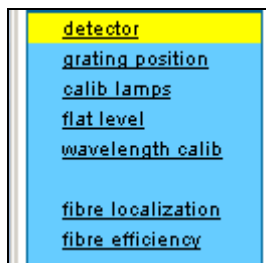 detector
grating position
calib lamps
flat level
wavelength calib
fibre localization
fibre efficiency